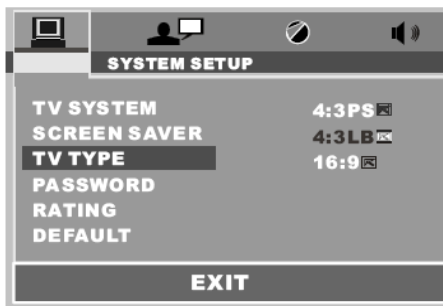 SYSTEM SETUP
TV SYSTEM 4:3PS
SCREEN SAVER 4:3LB
TV TYPE 16:9
PASSWORD
RATING
DEFAULT
EXIT